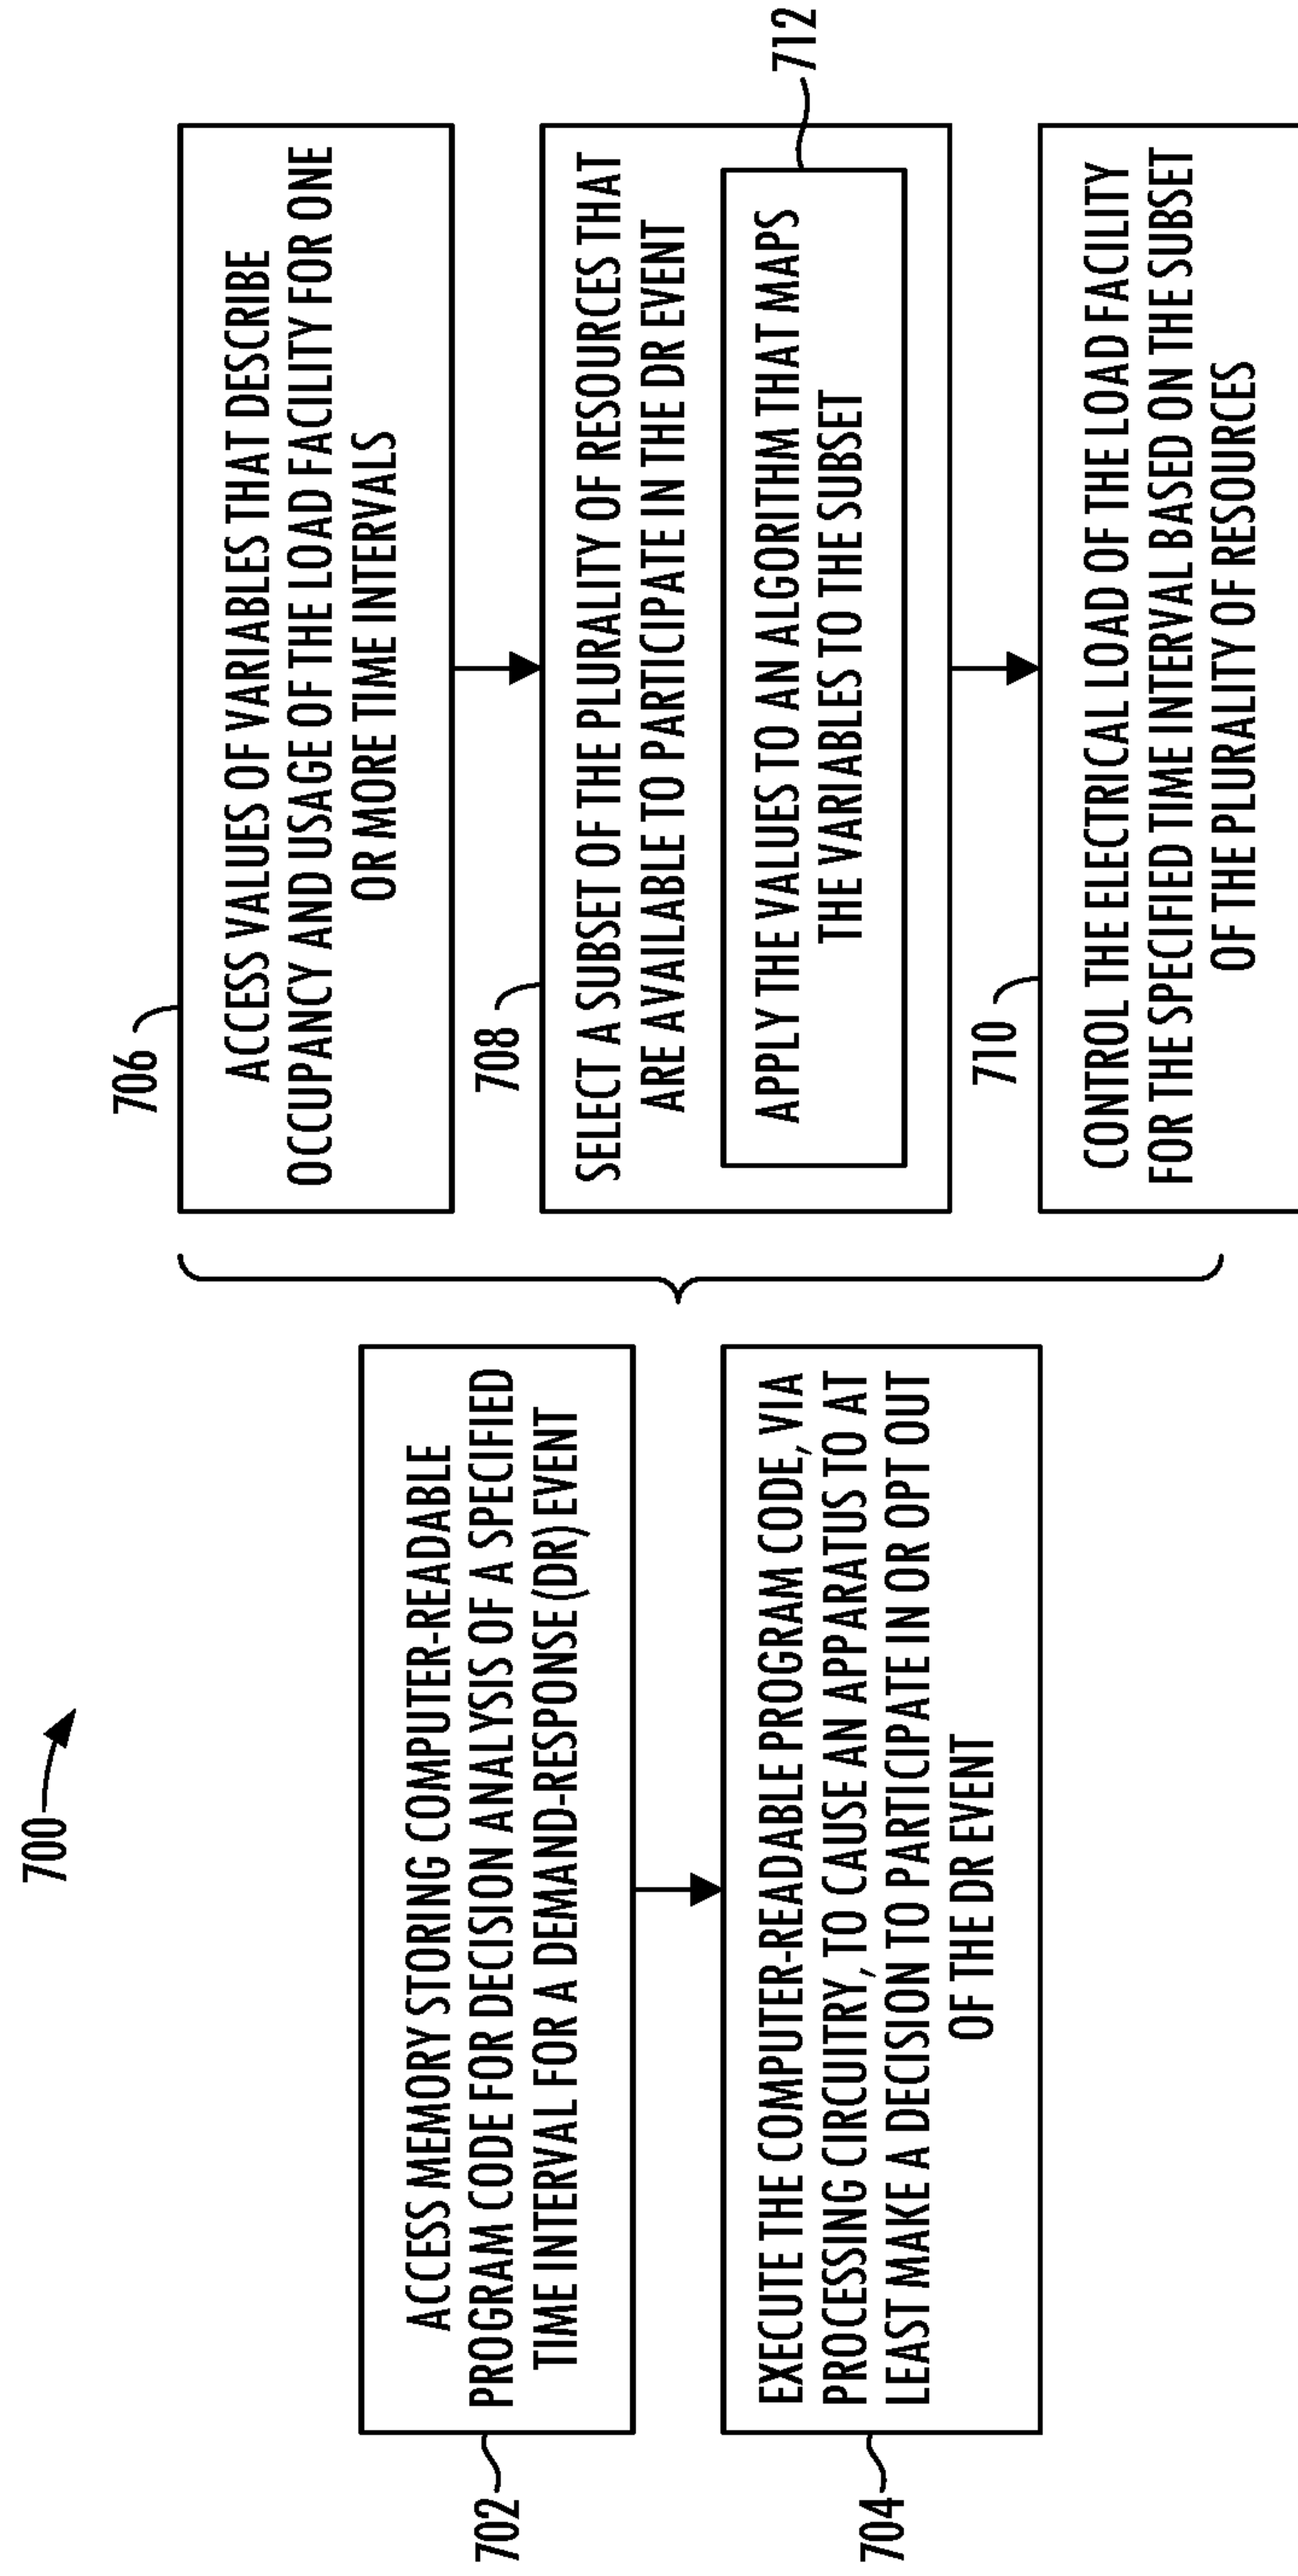 700
702
ACCESS MEMORY STORING COMPUTER-READABLE
PROGRAM CODE FOR DECISION ANALYSIS OF A SPECIFIED
TIME INTERVAL FOR A DEMAND-RESPONSE (DR) EVENT
704
EXECUTE THE COMPUTER-READABLE PROGRAM CODE, VIA
PROCESSING CIRCUITRY, TO CAUSE AN APPARATUS TO AT
LEAST MAKE A DECISION TO PARTICIPATE IN OR OPT OUT
OF THE DR EVENT
706
ACCESS VALUES OF VARIABLES THAT DESCRIBE
OCCUPANCY AND USAGE OF THE LOAD FACILITY FOR ONE
OR MORE TIME INTERVALS
708
SELECT A SUBSET OF THE PLURALITY OF RESOURCES THAT
ARE AVAILABLE TO PARTICIPATE IN THE DR EVENT
712
APPLY THE VALUES TO AN ALGORITHM THAT MAPS
THE VARIABLES TO THE SUBSET
710
CONTROL THE ELECTRICAL LOAD OF THE LOAD FACILITY
FOR THE SPECIFIED TIME INTERVAL BASED ON THE SUBSET
OF THE PLURALITY OF RESOURCES